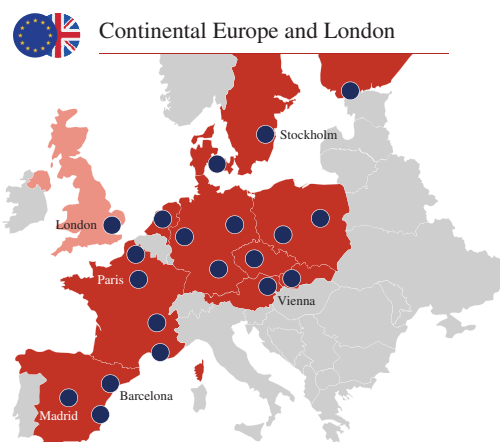 Continental Europe and London
Stockholm
London
Paris
Vienna
Barcelona
Madrid